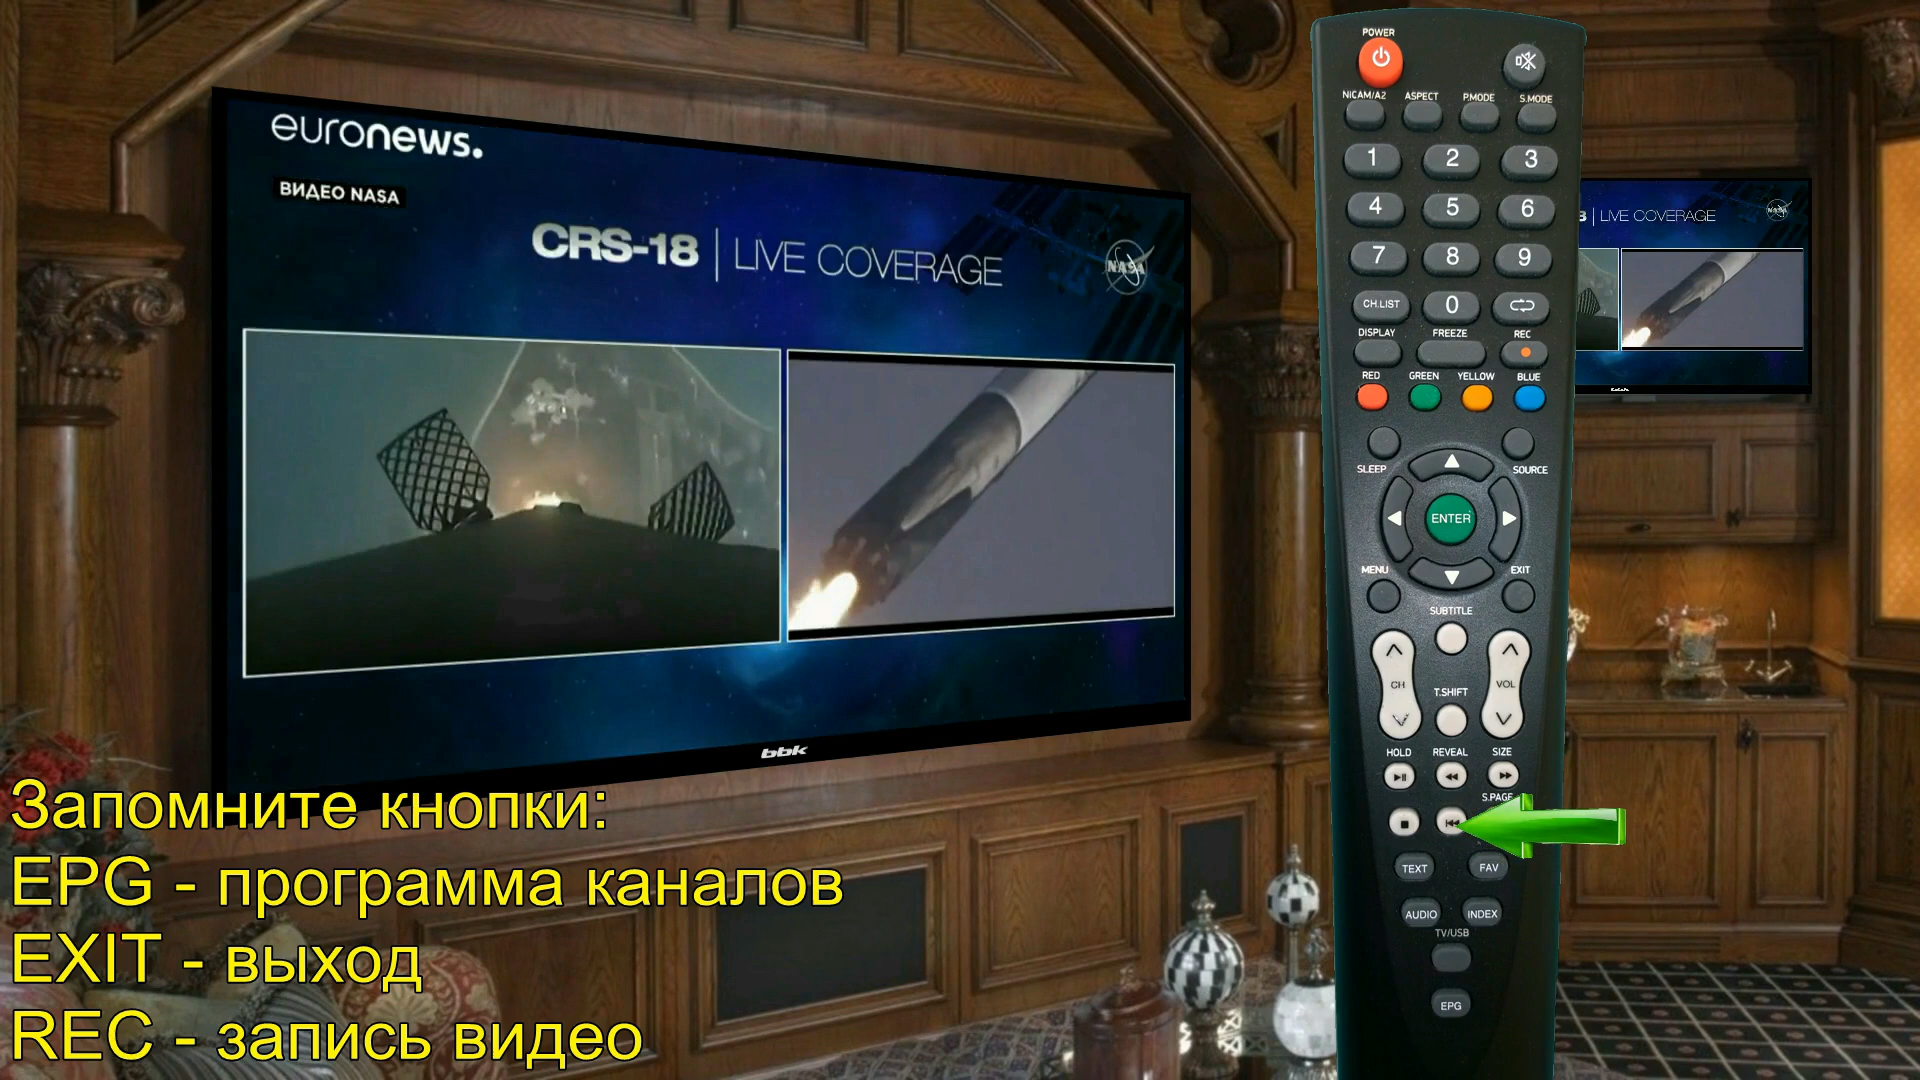 euronews.
ВИДЕО NASA
CRS-18 | LIVE COVERAGE
NASA
bbk
3 | LIVE COVERAGE
NASA
bbk
POWER
NICAM/A2 ASPECT P.MODE S.MODE
1 2 3
4 5 6
7 8 9
CH.LIST 0
DISPLAY FREEZE REC
RED GREEN YELLOW BLUE
SLEEP SOURCE
ENTER
MENU EXIT
SUBTITLE
CH VOL
T.SHIFT
HOLD REVEAL SIZE
S.PAGE
TEXT FAV
AUDIO INDEX
TV/USB
EPG
Запомните кнопки:
EPG - программа каналов
EXIT - выход
REC - запись видео